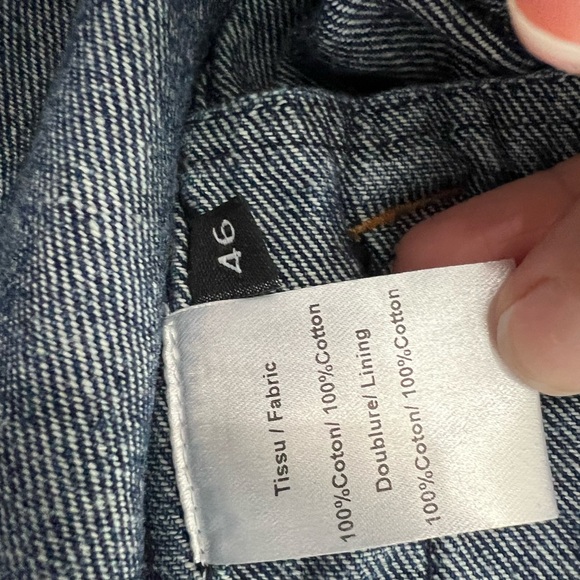 46
Tissu / Fabric
100%Coton/ 100%Cotton
Doublure/ Lining
100%Coton/ 100%Cotton